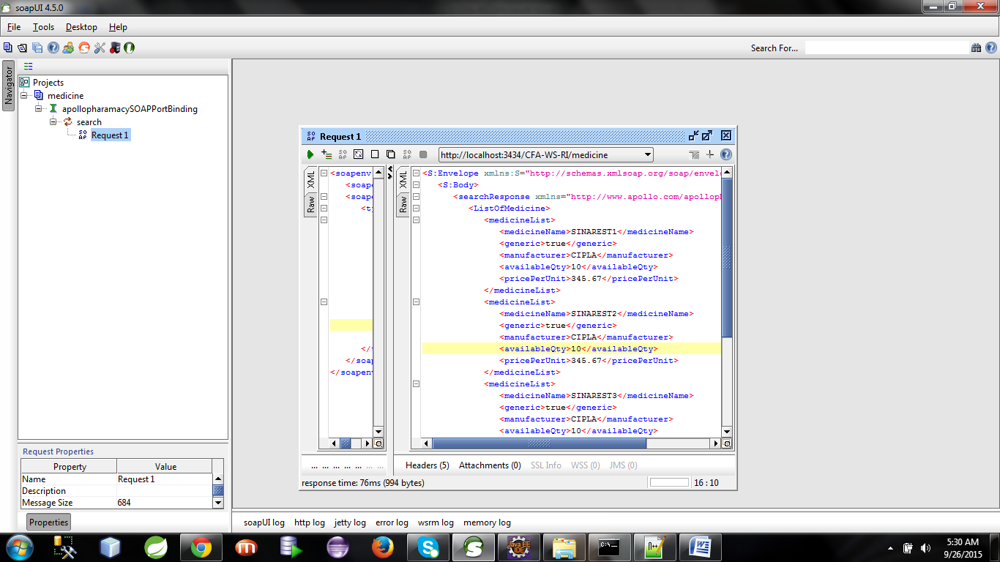 soapUI 4.5.0
File Tools Desktop Help
Search For...
Navigator
Projects
medicine
apollopharamacySOAPPortBinding
search
Request 1
Request Properties
Property Value
Name Request 1
Description
Message Size 684
Properties
Request 1
http://localhost:3434/CFA-WS-RI/medicine
XML
Raw
<soapenv
<soape
<soape
<ty
</t
</soap
</soapenv
XML
Raw
<S:Envelope xmlns:S="http://schemas.xmlsoap.org/soap/envelo
<S:Body>
<searchResponse xmlns="http://www.apollo.com/apolloph
<ListOfMedicine>
<medicineList>
<medicineName>SINAREST1</medicineName>
<generic>true</generic>
<manufacturer>CIPLA</manufacturer>
<availableQty>10</availableQty>
<pricePerUnit>345.67</pricePerUnit>
</medicineList>
<medicineList>
<medicineName>SINAREST2</medicineName>
<generic>true</generic>
<manufacturer>CIPLA</manufacturer>
<availableQty>10</availableQty>
<pricePerUnit>345.67</pricePerUnit>
</medicineList>
<medicineList>
<medicineName>SINAREST3</medicineName>
<generic>true</generic>
<manufacturer>CIPLA</manufacturer>
<availableQty>10</availableQty>
... ... ... ... ... ... ...
Headers (5) Attachments (0) SSL Info WSS (0) JMS (0)
response time: 76ms (994 bytes) 16 : 10
soapUI log http log jetty log error log wsrm log memory log
Java EE
IDE
C:\_
5:30 AM
9/26/2015